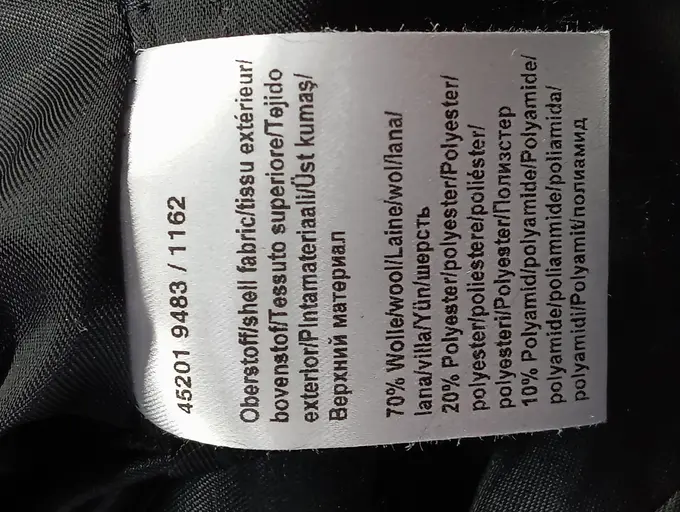 45201 9483 / 1162
Oberstoff/shell fabric/tissu extérieur/
bovenstof/Tessuto superiore/Tejido
exterior/Pintamateriaali/Üst kumaş/
Верхний материал
70% Wolle/wool/Laine/wol/lana/
lana/villa/Yün/шерсть
20% Polyester/polyester/Polyester/
polyester/poliestere/poliéster/
polyesteri/Polyester/Полизстер
10% Polyamid/polyamide/Polyamide/
polyamide/poliammide/poliamida/
polyamidi/Polyamit/полиамид